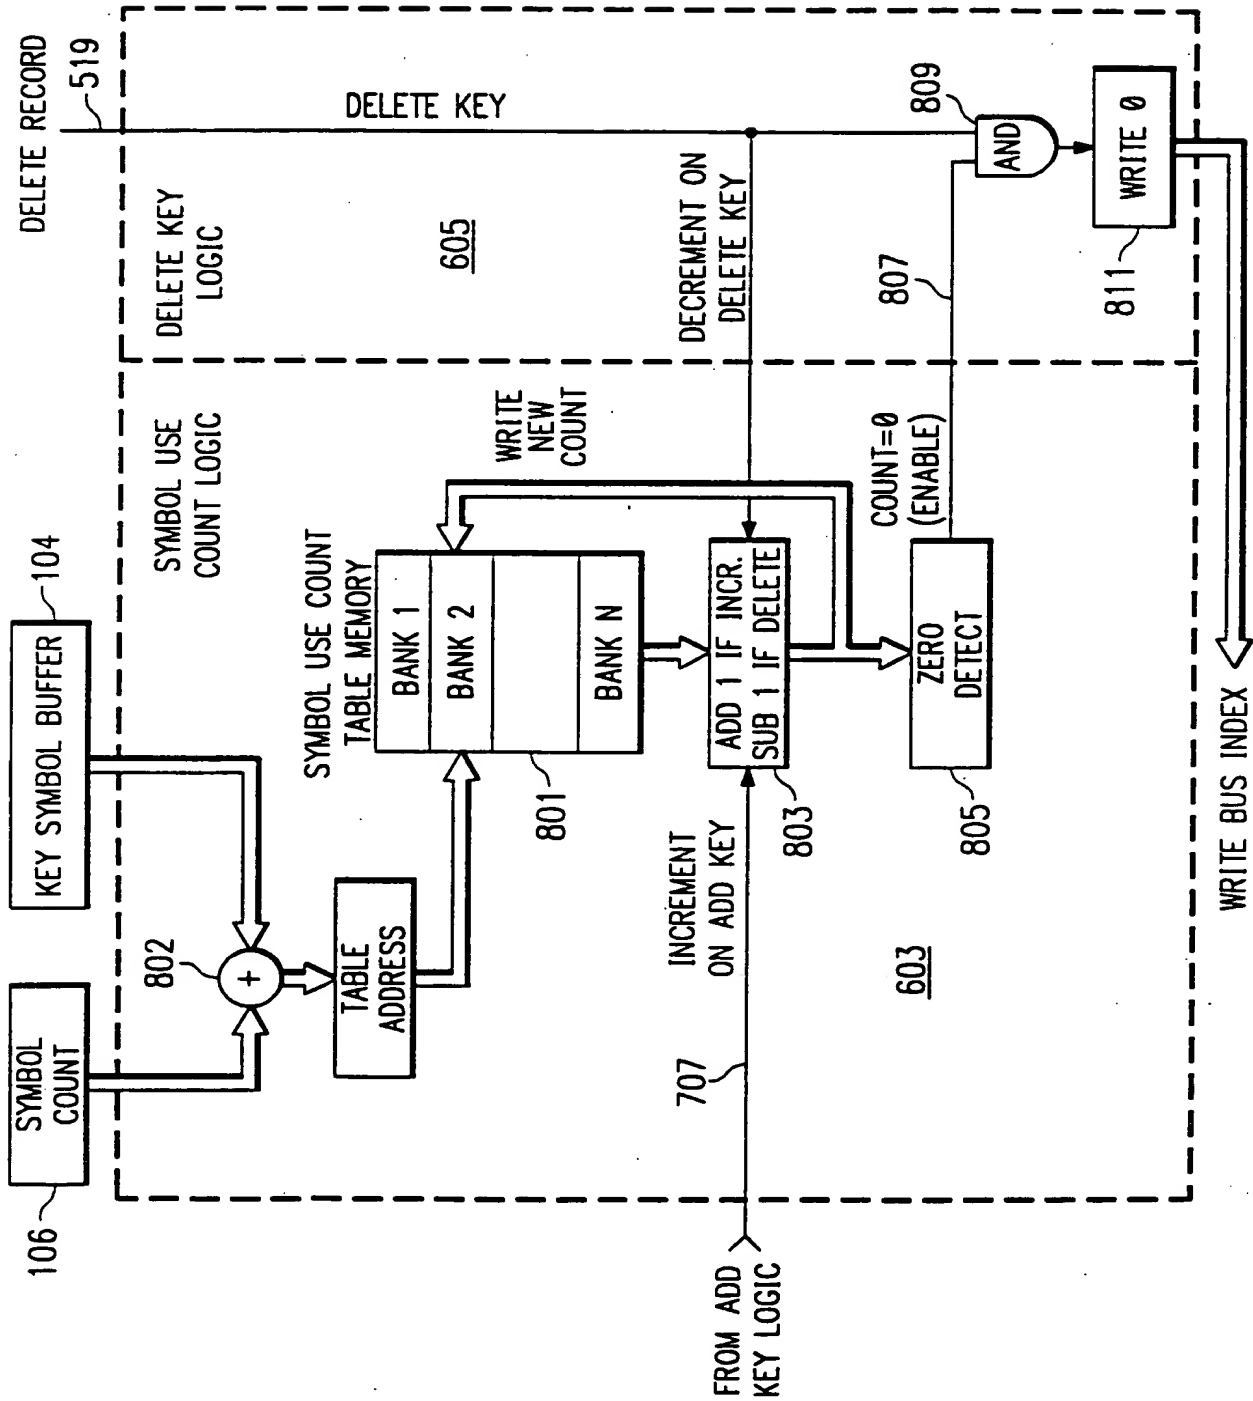 106
SYMBOL
COUNT
KEY SYMBOL BUFFER
104
DELETE RECORD
519
802
+
TABLE
ADDRESS
SYMBOL USE
COUNT LOGIC
DELETE KEY
LOGIC
DELETE KEY
605
SYMBOL USE COUNT
TABLE MEMORY
BANK 1
BANK 2
BANK N
801
WRITE
NEW
COUNT
FROM ADD
KEY LOGIC
707
INCREMENT
ON ADD KEY
ADD 1 IF INCR.
SUB 1 IF DELETE
803
DECREMENT ON
DELETE KEY
603
ZERO
DETECT
805
COUNT=0
(ENABLE)
807
AND
809
WRITE 0
811
WRITE BUS INDEX